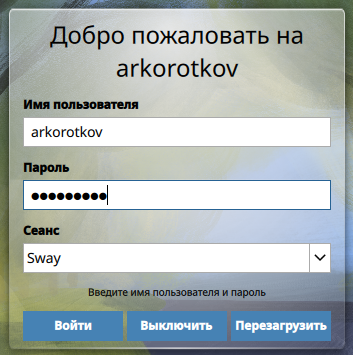 Добро пожаловать на
arkorotkov
Имя пользователя
arkorotkov
Пароль
●●●●●●●●●
Сеанс
Sway
Введите имя пользователя и пароль
Войти Выключить Перезагрузить